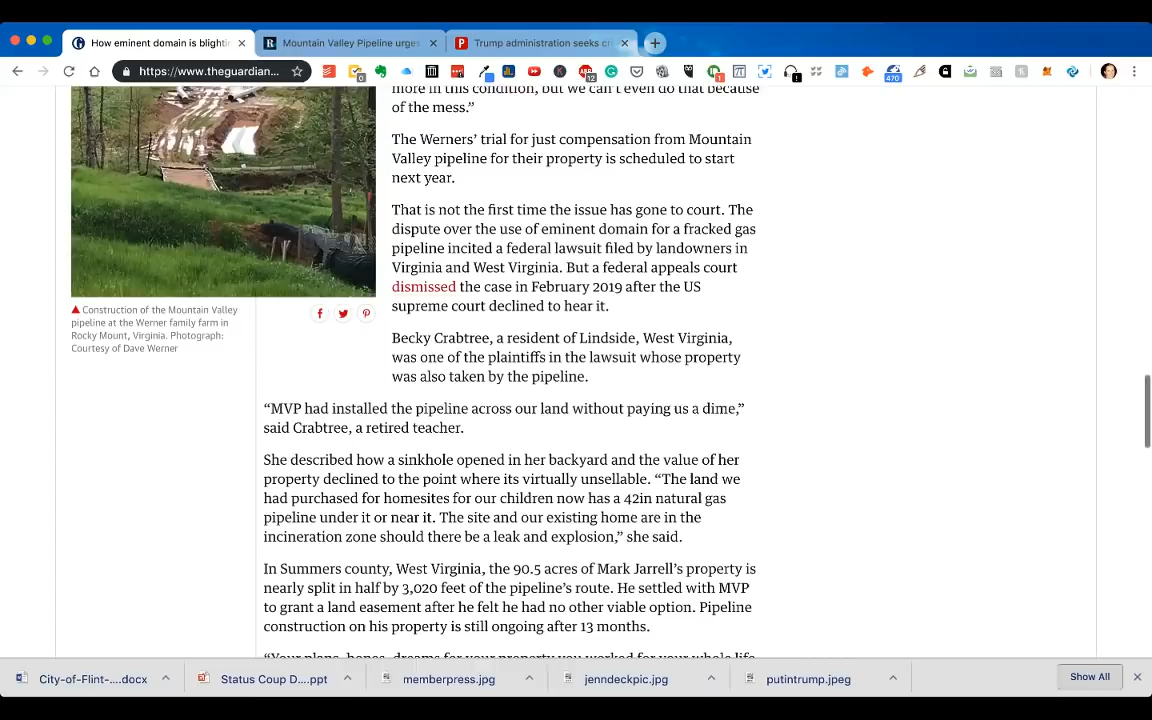 How eminent domain is blighti
Mountain Valley Pipeline urges
Trump administration seeks cri
https://www.theguardian...
more in this condition, but we can't even do that because
of the mess.”
The Werners’ trial for just compensation from Mountain
Valley pipeline for their property is scheduled to start
next year.
That is not the first time the issue has gone to court. The
dispute over the use of eminent domain for a fracked gas
pipeline incited a federal lawsuit filed by landowners in
Virginia and West Virginia. But a federal appeals court
dismissed the case in February 2019 after the US
supreme court declined to hear it.
Construction of the Mountain Valley
pipeline at the Werner family farm in
Rocky Mount, Virginia. Photograph:
Courtesy of Dave Werner
Becky Crabtree, a resident of Lindside, West Virginia,
was one of the plaintiffs in the lawsuit whose property
was also taken by the pipeline.
“MVP had installed the pipeline across our land without paying us a dime,”
said Crabtree, a retired teacher.
She described how a sinkhole opened in her backyard and the value of her
property declined to the point where its virtually unsellable. “The land we
had purchased for homesites for our children now has a 42in natural gas
pipeline under it or near it. The site and our existing home are in the
incineration zone should there be a leak and explosion,” she said.
In Summers county, West Virginia, the 90.5 acres of Mark Jarrell’s property is
nearly split in half by 3,020 feet of the pipeline’s route. He settled with MVP
to grant a land easement after he felt he had no other viable option. Pipeline
construction on his property is still ongoing after 13 months.
“Your plans, hopes, dreams for your property you worked for your whole life
City-of-Flint-....docx
Status Coup D....ppt
memberpress.jpg
jenndeckpic.jpg
putintrump.jpeg
Show All